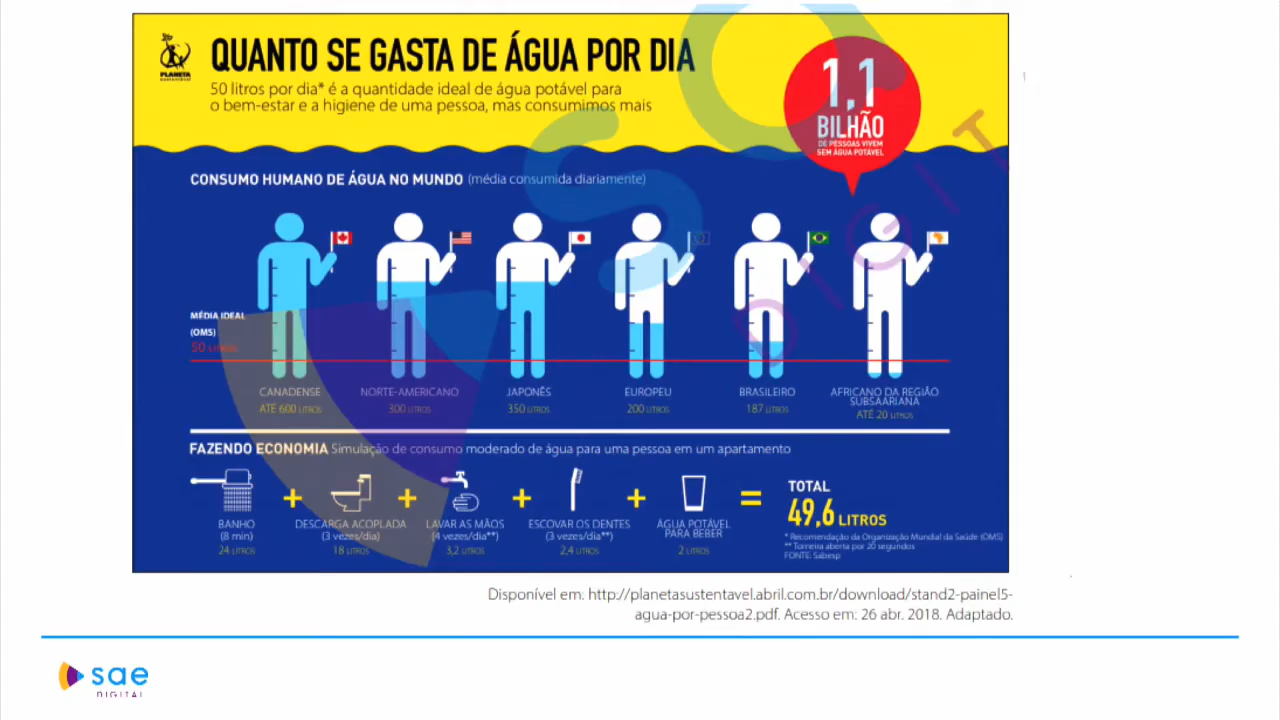 QUANTO SE GASTA DE ÁGUA POR DIA
50 litros por dia* é a quantidade ideal de água potável para
o bem-estar e a higiene de uma pessoa, mas consumimos mais
PLANETA
sustentável
1,1
BILHÃO
DE PESSOAS VIVEM
SEM ÁGUA POTÁVEL
CONSUMO HUMANO DE ÁGUA NO MUNDO (média consumida diariamente)
MÉDIA IDEAL
(OMS)
50 LITROS
CANADENSE
ATÉ 600 LITROS
NORTE-AMERICANO
300 LITROS
JAPONÊS
350 LITROS
EUROPEU
200 LITROS
BRASILEIRO
187 LITROS
AFRICANO DA REGIÃO
SUBSAARIANA
ATÉ 20 LITROS
FAZENDO ECONOMIA Simulação de consumo moderado de água para uma pessoa em um apartamento
BANHO
(8 min)
24 LITROS
+
DESCARGA ACOPLADA
(3 vezes/dia)
18 LITROS
+
LAVAR AS MÃOS
(4 vezes/dia**)
3,2 LITROS
+
ESCOVAR OS DENTES
(3 vezes/dia**)
2,4 LITROS
+
ÁGUA POTÁVEL
PARA BEBER
2 LITROS
=
TOTAL
49,6 LITROS
* Recomendação da Organização Mundial da Saúde (OMS)
** Torneira aberta por 20 segundos
FONTE: Sabesp
Disponível em: http://planetasustentavel.abril.com.br/download/stand2-painel5-
agua-por-pessoa2.pdf. Acesso em: 26 abr. 2018. Adaptado.
sae
DIGITAL